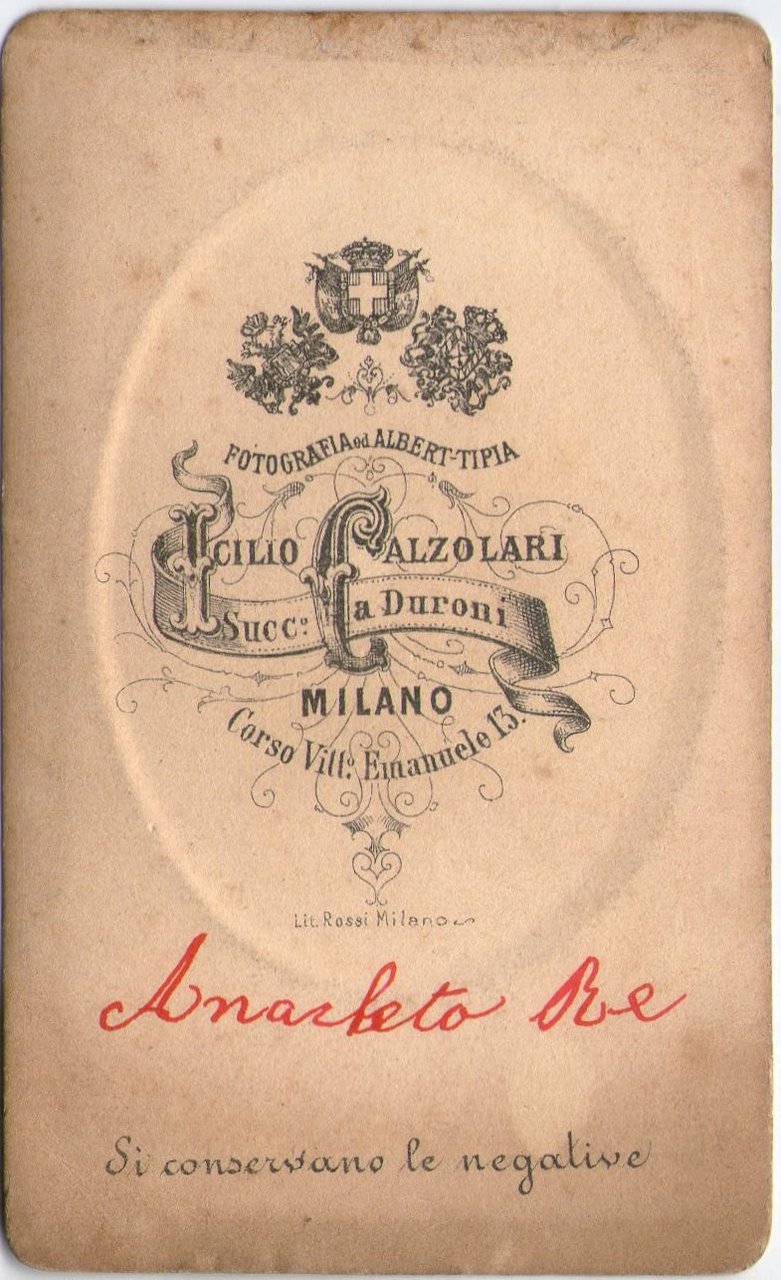 FOTOGRAFIA od ALBERT-TIPIA
ICILIO CALZOLARI
Succ.º a Duroni
MILANO
Corso Vitt.º Emanuele 13.
Lit. Rossi Milano
Anacleto Re
Si conservano le negative